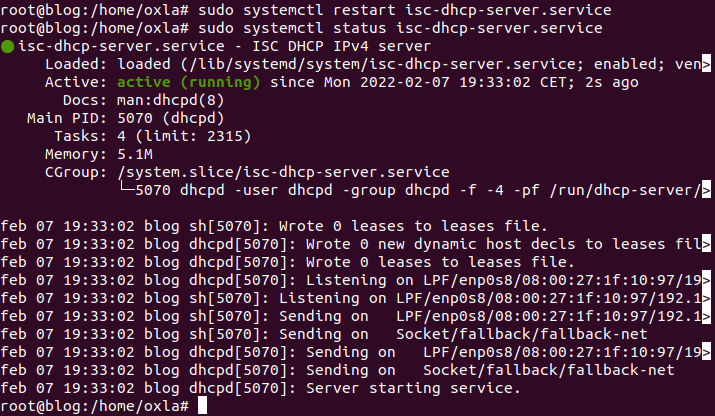 root@blog:/home/oxla# sudo systemctl restart isc-dhcp-server.service
root@blog:/home/oxla# sudo systemctl status isc-dhcp-server.service
● isc-dhcp-server.service - ISC DHCP IPv4 server
     Loaded: loaded (/lib/systemd/system/isc-dhcp-server.service; enabled; ven>
     Active: active (running) since Mon 2022-02-07 19:33:02 CET; 2s ago
       Docs: man:dhcpd(8)
   Main PID: 5070 (dhcpd)
      Tasks: 4 (limit: 2315)
     Memory: 5.1M
     CGroup: /system.slice/isc-dhcp-server.service
             └─5070 dhcpd -user dhcpd -group dhcpd -f -4 -pf /run/dhcp-server/>
feb 07 19:33:02 blog sh[5070]: Wrote 0 leases to leases file.
feb 07 19:33:02 blog dhcpd[5070]: Wrote 0 new dynamic host decls to leases fil>
feb 07 19:33:02 blog dhcpd[5070]: Wrote 0 leases to leases file.
feb 07 19:33:02 blog dhcpd[5070]: Listening on LPF/enp0s8/08:00:27:1f:10:97/19>
feb 07 19:33:02 blog sh[5070]: Listening on LPF/enp0s8/08:00:27:1f:10:97/192.1>
feb 07 19:33:02 blog sh[5070]: Sending on   LPF/enp0s8/08:00:27:1f:10:97/192.1>
feb 07 19:33:02 blog sh[5070]: Sending on   Socket/fallback/fallback-net
feb 07 19:33:02 blog dhcpd[5070]: Sending on   LPF/enp0s8/08:00:27:1f:10:97/19>
feb 07 19:33:02 blog dhcpd[5070]: Sending on   Socket/fallback/fallback-net
feb 07 19:33:02 blog dhcpd[5070]: Server starting service.
root@blog:/home/oxla#